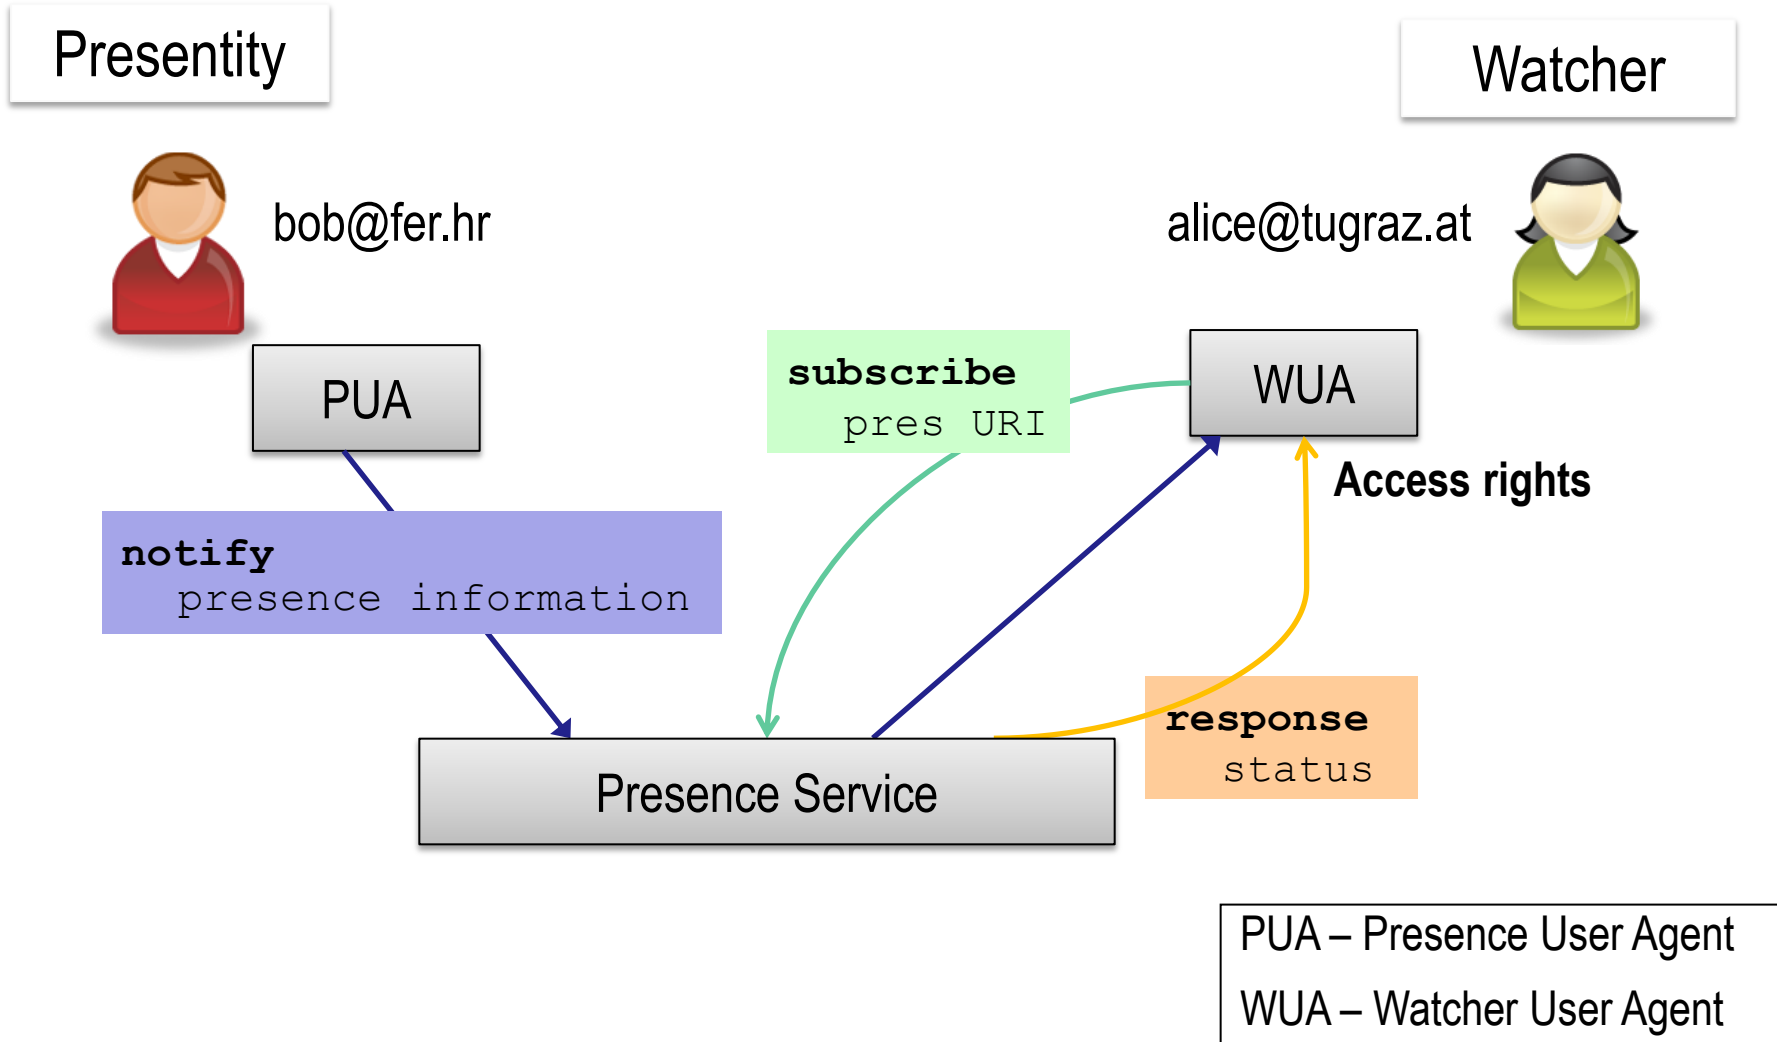 Presentity
Watcher
bob@fer.hr
alice@tugraz.at
PUA
subscribe
pres URI
WUA
Access rights
notify
presence information
response
status
Presence Service
PUA – Presence User Agent
WUA – Watcher User Agent